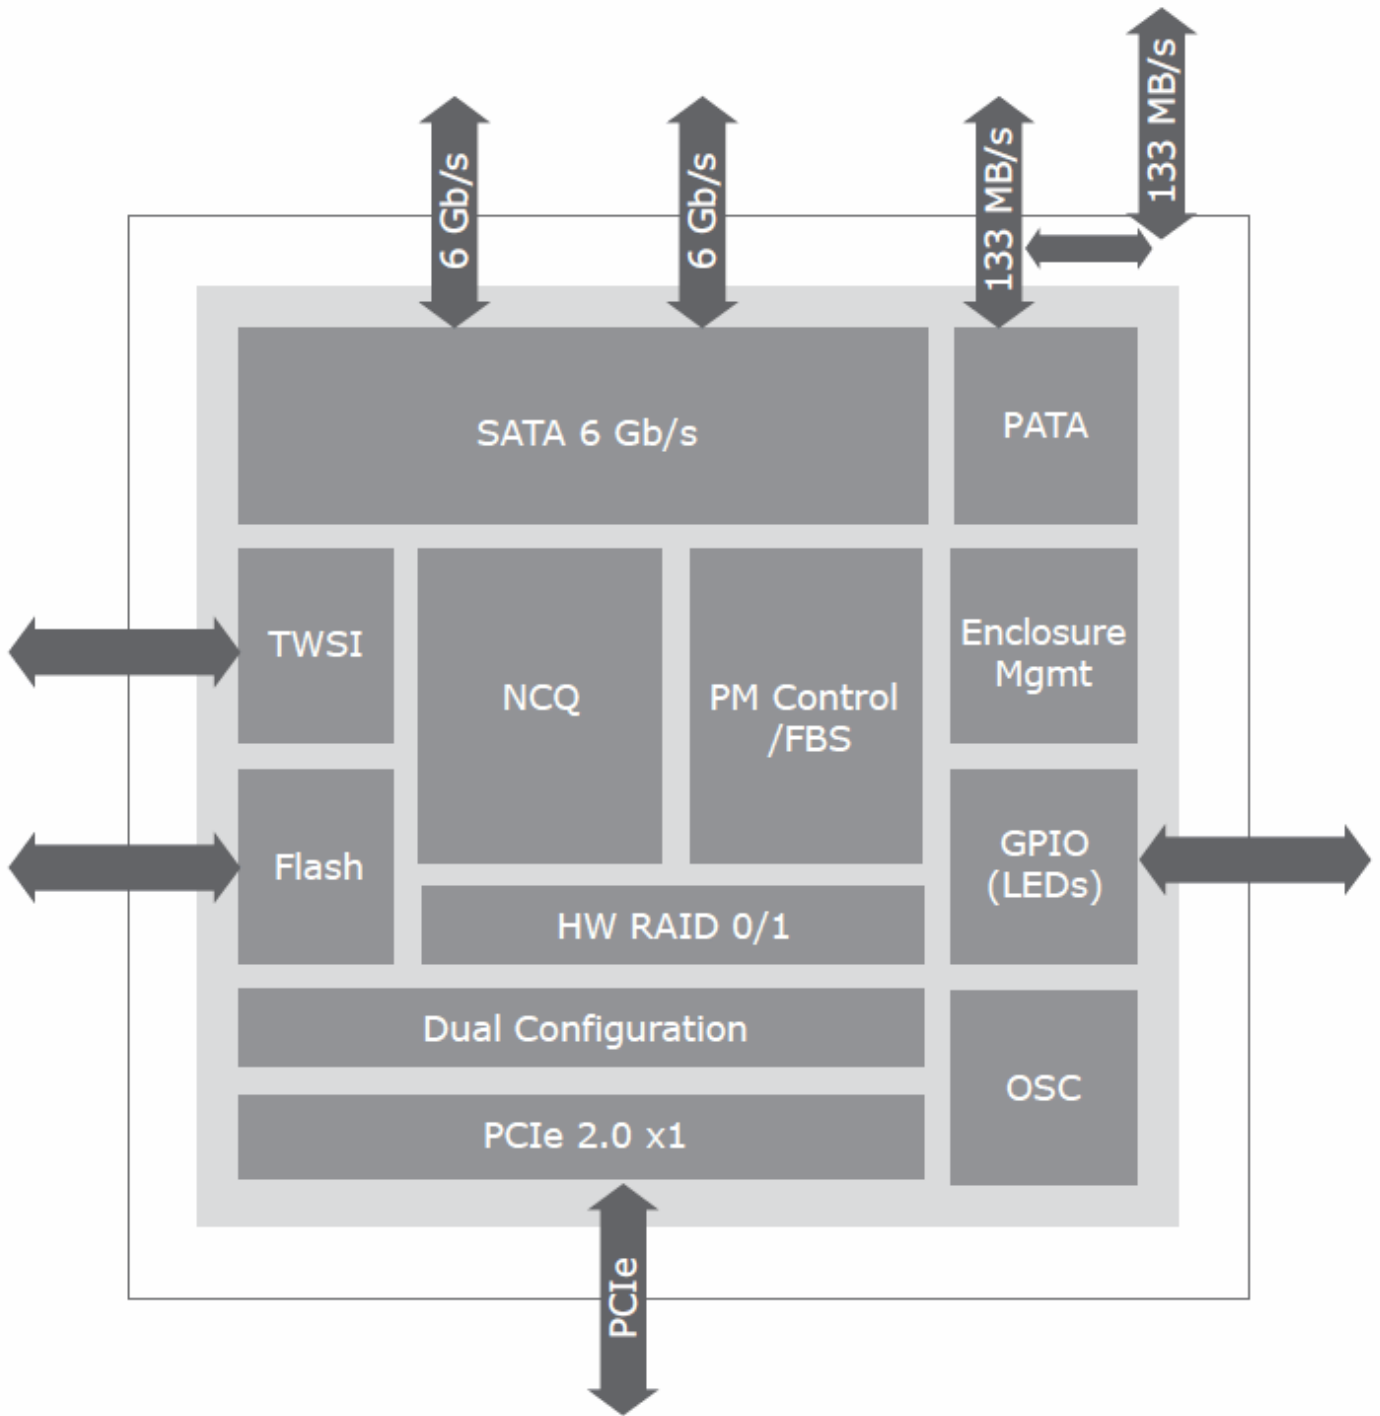 133 MB/s
6 Gb/s
6 Gb/s
133 MB/s
SATA 6 Gb/s
PATA
TWSI
NCQ
PM Control
/FBS
Enclosure
Mgmt
Flash
GPIO
(LEDs)
HW RAID 0/1
Dual Configuration
OSC
PCIe 2.0 x1
PCIe